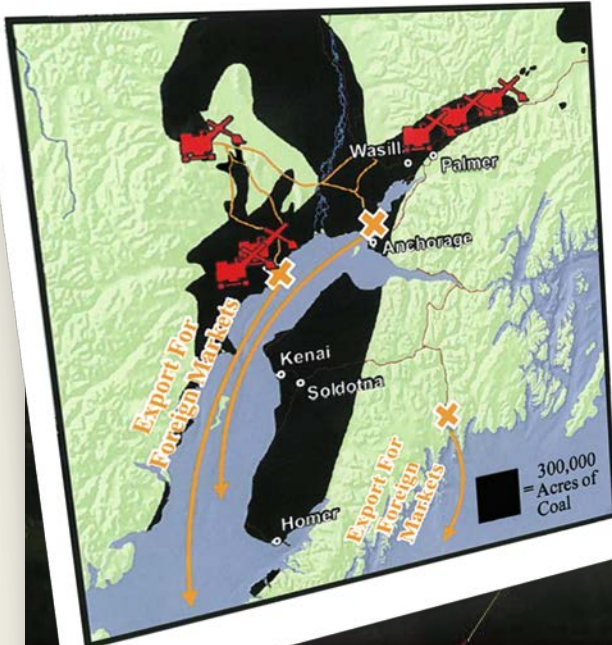 Wasill
Palmer
Anchorage
Export For
Foreign Markets
Kenai
Soldotna
Homer
Export For
Foreign
Markets
300,000
= Acres of
Coal